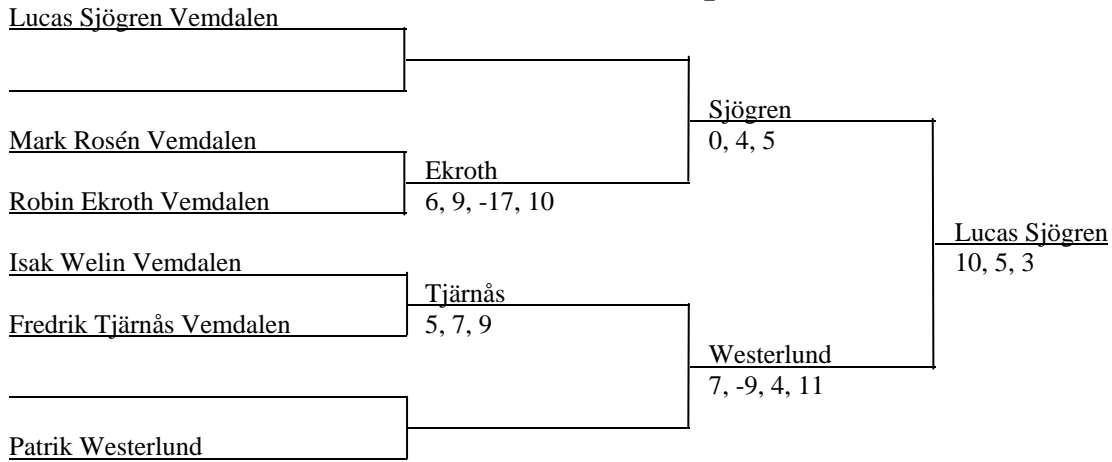 Lucas Sjögren Vemdalen
Sjögren
Mark Rosén Vemdalen
0, 4, 5
Ekroth
Robin Ekroth Vemdalen
6, 9, -17, 10
Lucas Sjögren
Isak Welin Vemdalen
10, 5, 3
Tjärnås
Fredrik Tjärnås Vemdalen
5, 7, 9
Westerlund
7, -9, 4, 11
Patrik Westerlund